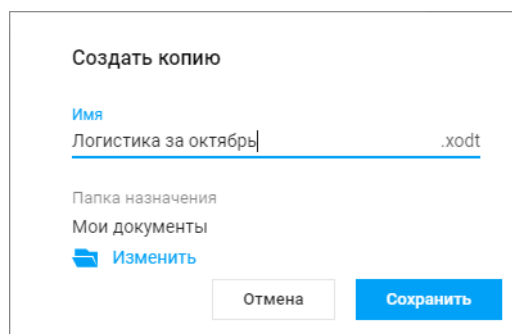 Создать копию
Имя
Логистика за октябрь .xodt
Папка назначения
Мои документы
Изменить
Отмена Сохранить